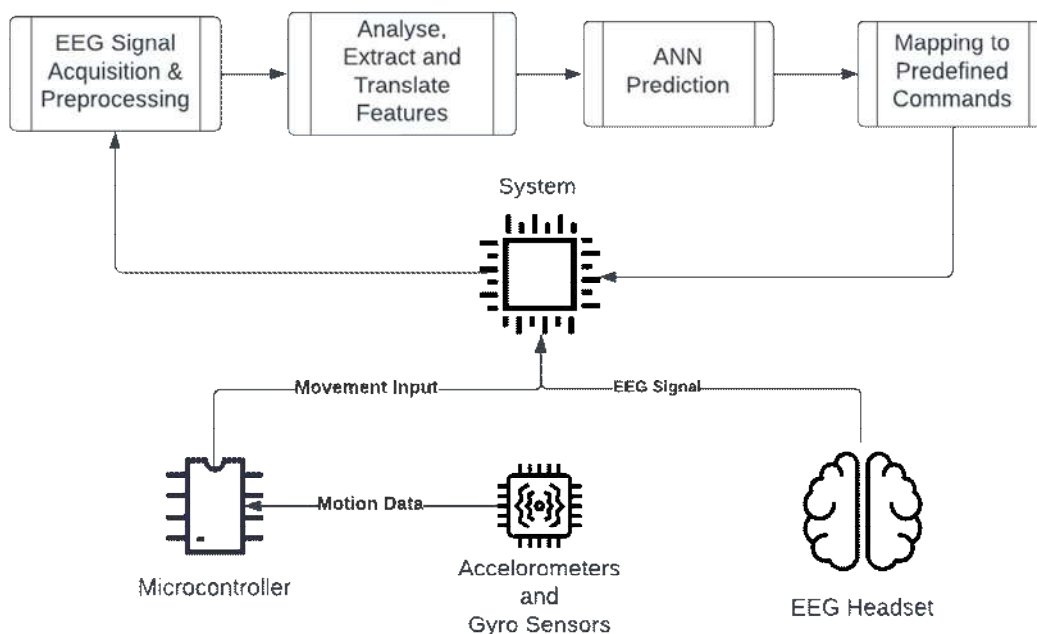 EEG Signal
Acquisition &
Preprocessing
Analyse,
Extract and
Translate
Features
ANN
Prediction
Mapping to
Predefined
Commands
System
Movement Input
EEG Signal
Motion Data
Microcontroller
Accelorometers
and
Gyro Sensors
EEG Headset